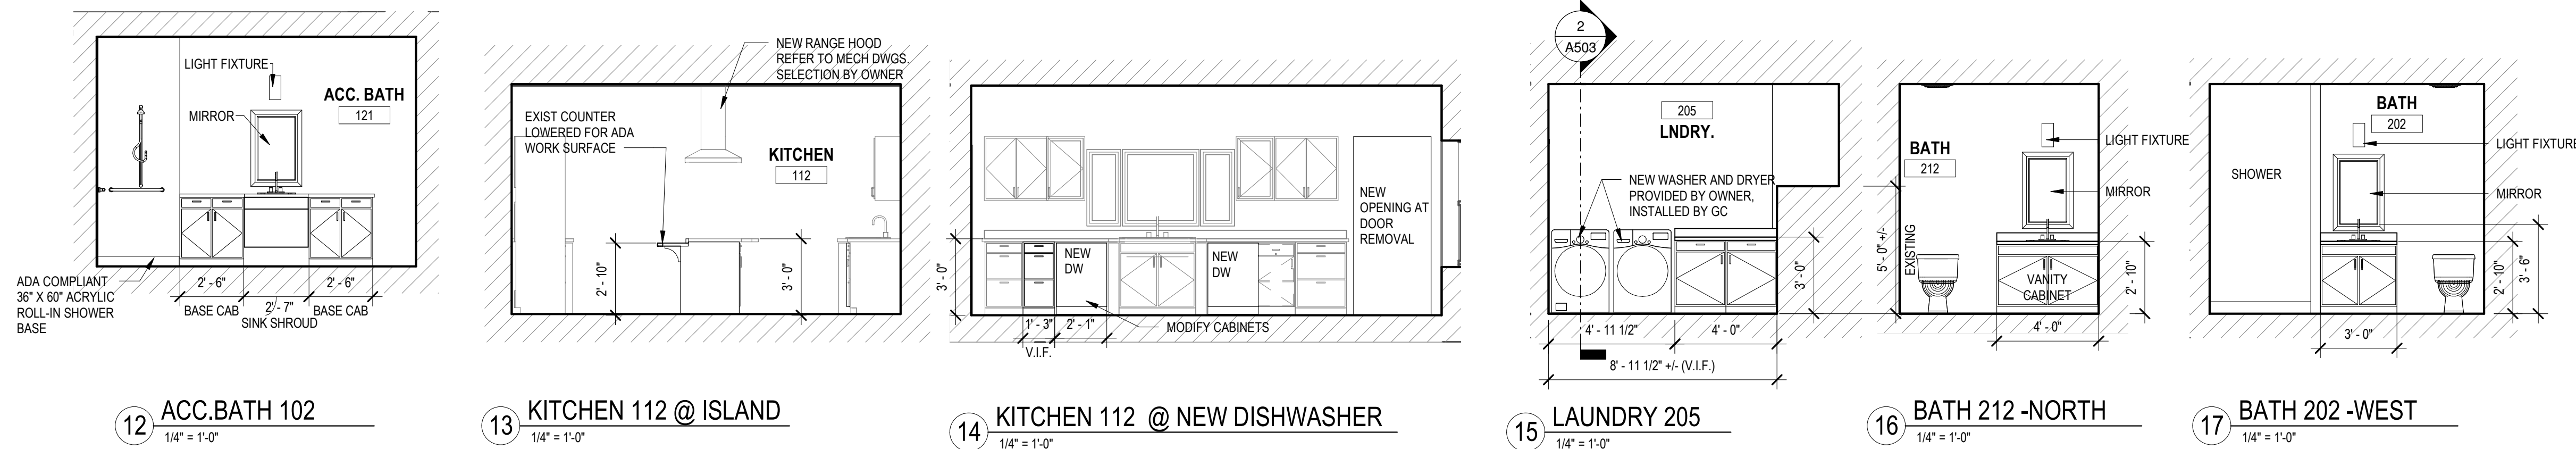 LIGHT FIXTURE
ACC. BATH
121
MIRROR
ADA COMPLIANT
36" X 60" ACRYLIC
ROLL-IN SHOWER
BASE
2' - 6"
2' - 7"
2' - 6"
BASE CAB
SINK SHROUD
BASE CAB
12
ACC.BATH 102
1/4" = 1'-0"
NEW RANGE HOOD
REFER TO MECH DWGS.
SELECTION BY OWNER
EXIST COUNTER
LOWERED FOR ADA
WORK SURFACE
KITCHEN
112
2' - 10"
3' - 0"
13
KITCHEN 112 @ ISLAND
1/4" = 1'-0"
NEW
OPENING AT
DOOR
REMOVAL
NEW
DW
NEW
DW
3' - 0"
1' - 3"
2' - 1"
MODIFY CABINETS
V.I.F.
14
KITCHEN 112 @ NEW DISHWASHER
1/4" = 1'-0"
2
A503
205
LNDRY.
NEW WASHER AND DRYER
PROVIDED BY OWNER,
INSTALLED BY GC
3' - 0"
4' - 11 1/2"
4' - 0"
8' - 11 1/2" +/- (V.I.F.)
15
LAUNDRY 205
1/4" = 1'-0"
BATH
212
LIGHT FIXTURE
MIRROR
5' - 0" +/-
EXISTING
VANITY
CABINET
2' - 10"
4' - 0"
16
BATH 212 -NORTH
1/4" = 1'-0"
BATH
202
LIGHT FIXTURE
SHOWER
MIRROR
2' - 10"
3' - 6"
3' - 0"
17
BATH 202 -WEST
1/4" = 1'-0"